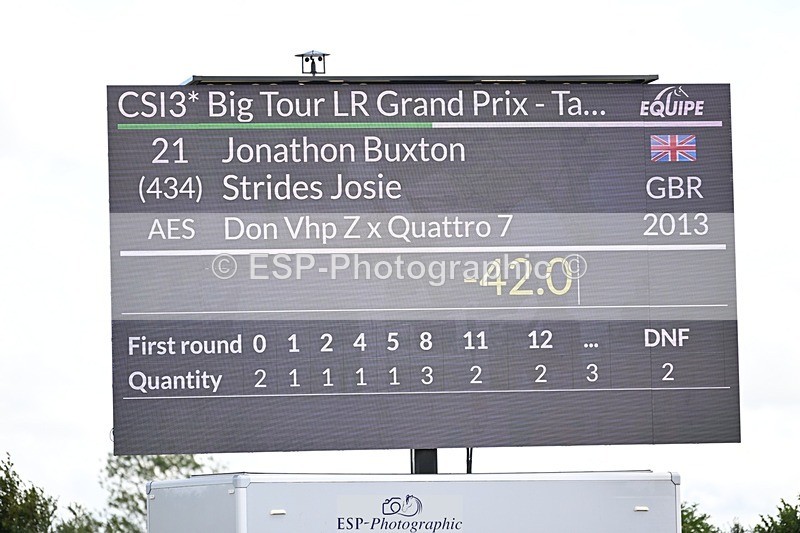 CSI3* Big Tour LR Grand Prix - Ta... EQUIPE
21 Jonathon Buxton
(434) Strides Josie GBR
AES Don Vhp Z x Quattro 7 2013
© ESP-Photographic ©
-42.0
First round 0 1 2 4 5 8 11 12 ... DNF
Quantity 2 1 1 1 1 3 2 2 3 2
ESP-Photographic